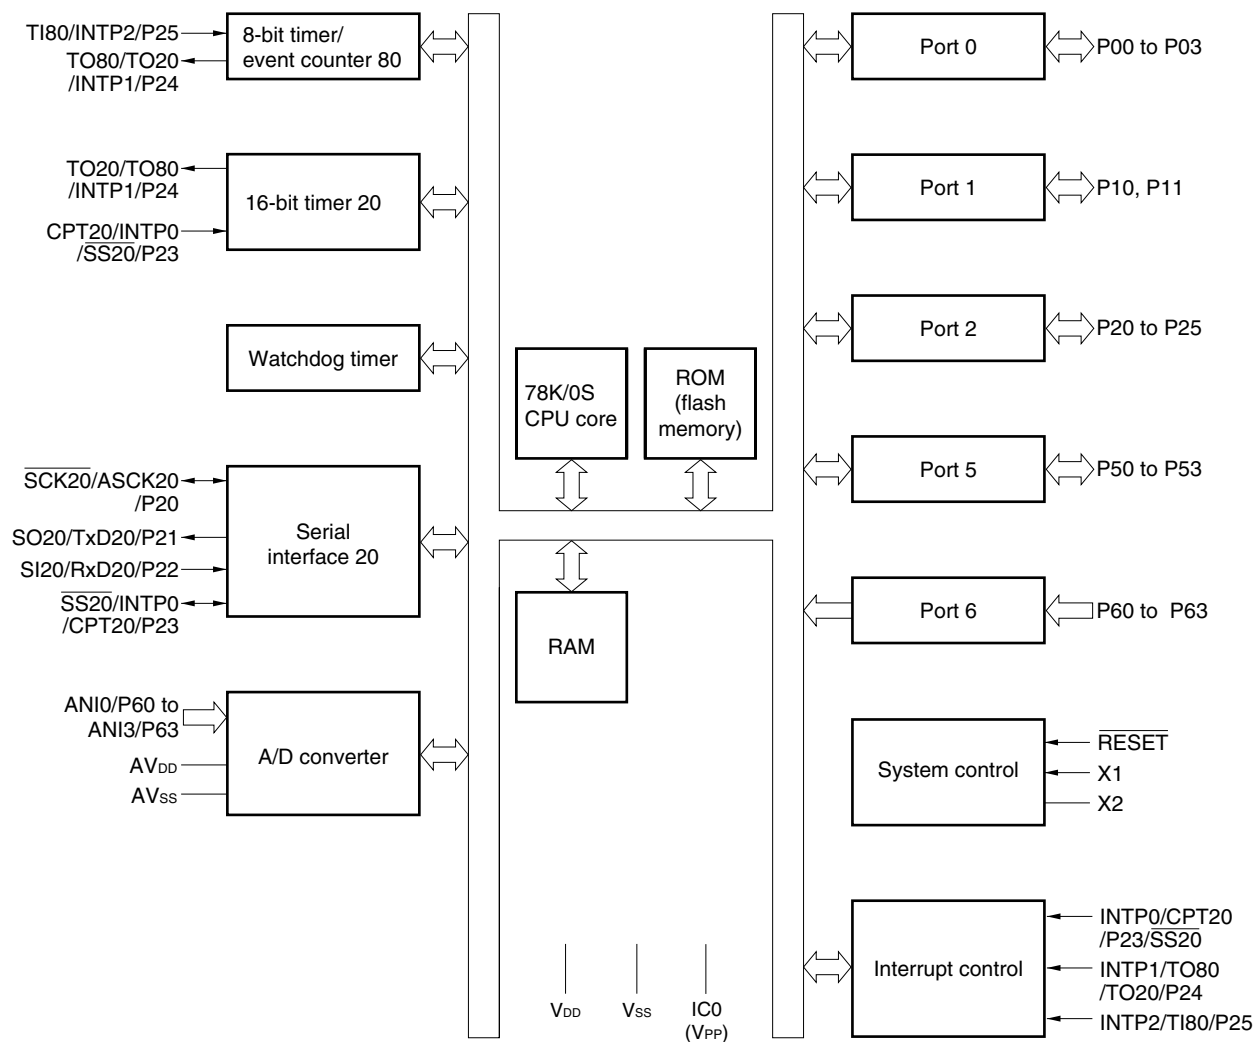 TI80/INTP2/P25
TO80/TO20
/INTP1/P24
8-bit timer/
event counter 80
TO20/TO80
/INTP1/P24
CPT20/INTP0
/SS20/P23
16-bit timer 20
Watchdog timer
SCK20/ASCK20
/P20
SO20/TxD20/P21
SI20/RxD20/P22
SS20/INTP0
/CPT20/P23
Serial
interface 20
ANI0/P60 to
ANI3/P63
AVDD
AVSS
A/D converter
78K/0S
CPU core
ROM
(flash
memory)
RAM
VDD
VSS
IC0
(VPP)
Port 0
P00 to P03
Port 1
P10, P11
Port 2
P20 to P25
Port 5
P50 to P53
Port 6
P60 to P63
System control
RESET
X1
X2
Interrupt control
INTP0/CPT20
/P23/SS20
INTP1/TO80
/TO20/P24
INTP2/TI80/P25